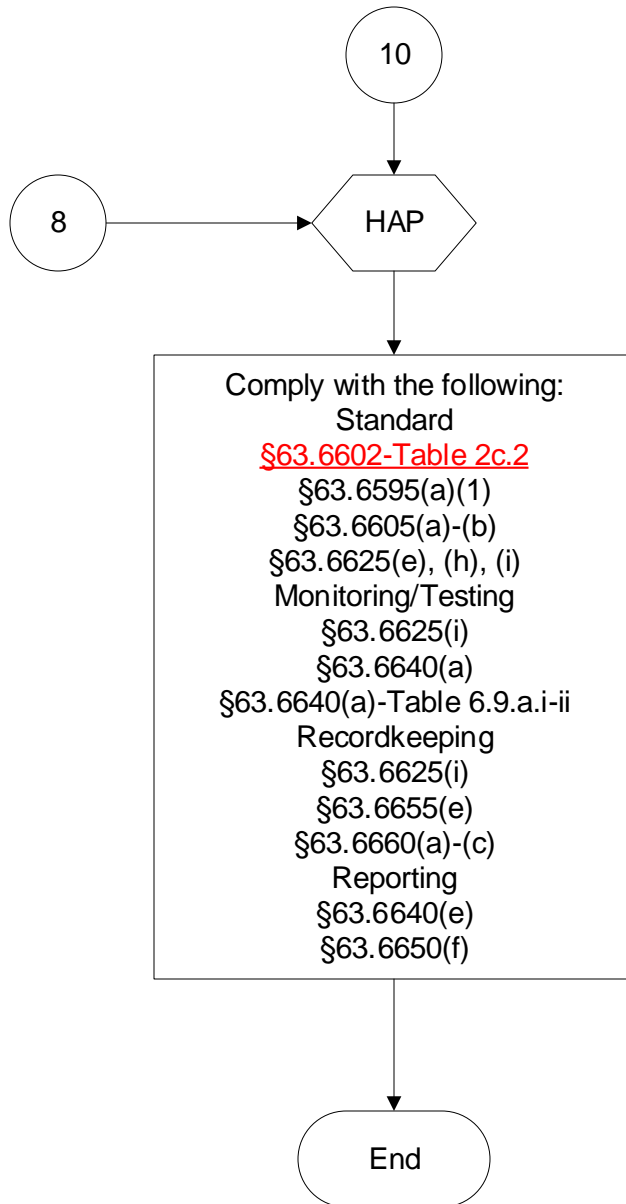 10
8
HAP
Comply with the following:
Standard
§63.6602-Table 2c.2
§63.6595(a)(1)
§63.6605(a)-(b)
§63.6625(e), (h), (i)
Monitoring/Testing
§63.6625(i)
§63.6640(a)
§63.6640(a)-Table 6.9.a.i-ii
Recordkeeping
§63.6625(i)
§63.6655(e)
§63.6660(a)-(c)
Reporting
§63.6640(e)
§63.6650(f)
End